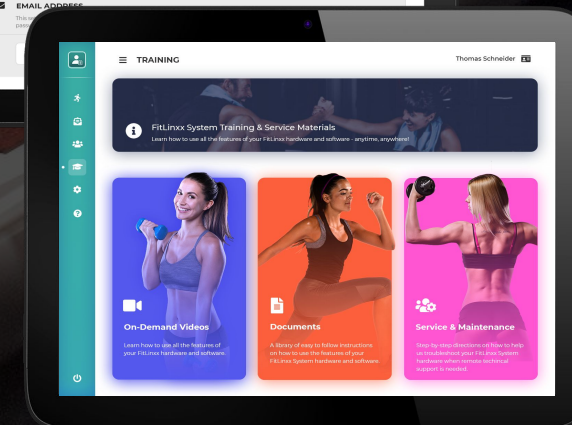 EMAIL ADDRESS
This se
passw
TRAINING
Thomas Schneider
FitLinxx System Training & Service Materials
Learn how to use all the features of your FitLinxx hardware and software - anytime, anywhere!
On-Demand Videos
Learn how to use all the features of
your FitLinxx hardware and software.
Documents
A library of easy to follow instructions
on how to use the features of your
FitLinxx System hardware and software
Service & Maintenance
Step-by-step directions on how to help
us troubleshoot your FitLinxx System
hardware when remote techincal
support is needed.